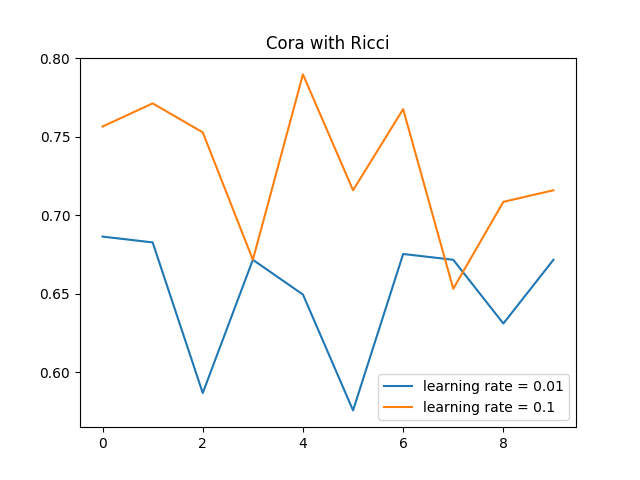 Cora with Ricci
0.80
0.75
0.70
0.65
0.60
learning rate = 0.01
learning rate = 0.1
0 2 4 6 8